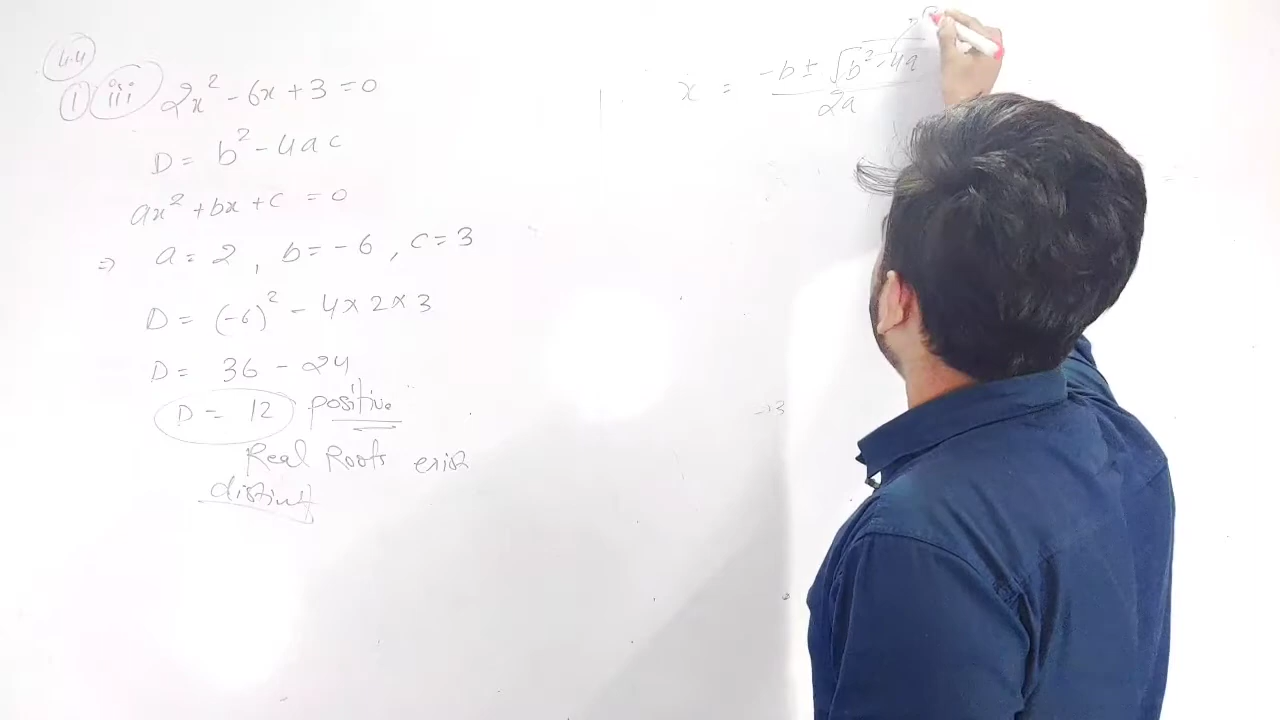 4.4
1 iii 2x² - 6x + 3 = 0
D = b² - 4ac
ax² + bx + c = 0
⇒ a = 2, b = -6, c = 3
D = (-6)² - 4 × 2 × 3
D = 36 - 24
D = 12 positive
Real Roots exist
distinct
x = -b ± √b² - 4a
2a